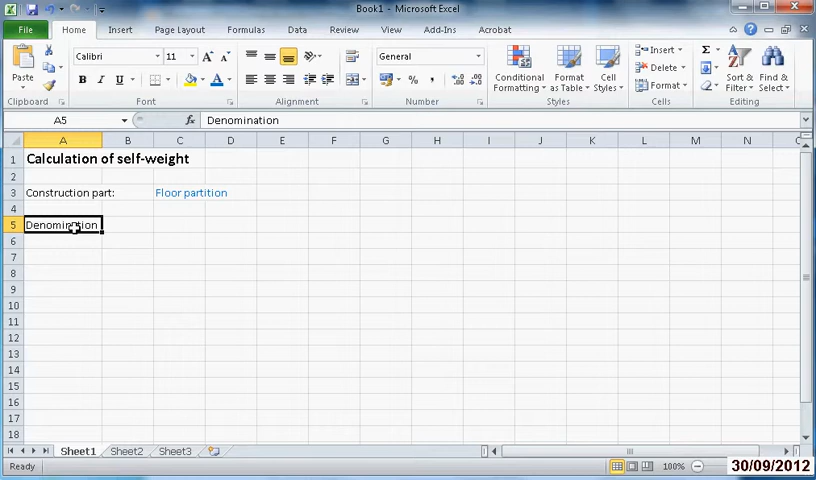 Book1 - Microsoft Excel
File Home Insert Page Layout Formulas Data Review View Add-Ins Acrobat
Paste
Calibri 11
B I U
General
Conditional Formatting
Format as Table
Cell Styles
Insert
Delete
Format
Sort & Filter
Find & Select
Clipboard Font Alignment Number Styles Cells Editing
A5 fx Denomination
A B C D E F G H I J K L M N
1 Calculation of self-weight
2
3 Construction part: Floor partition
4
5 Denomination
6
7
8
9
10
11
12
13
14
15
16
17
18
Sheet1 Sheet2 Sheet3
Ready 100%
30/09/2012